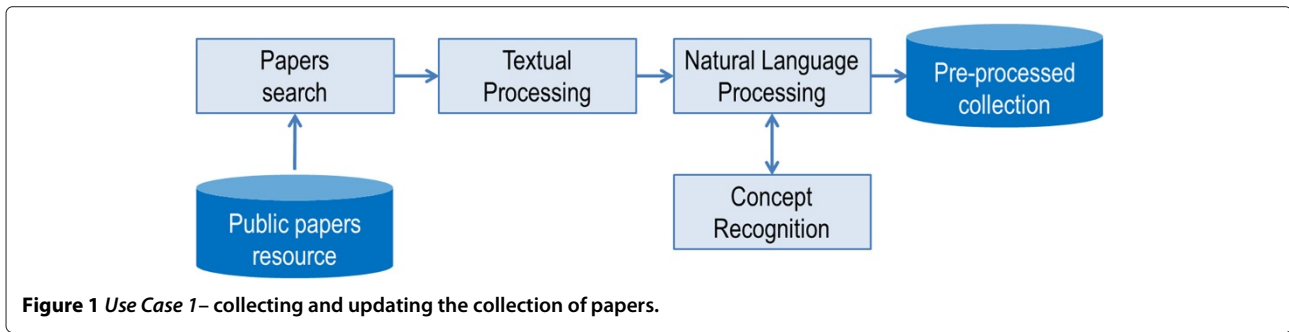 Papers
search
Textual
Processing
Natural Language
Processing
Pre-processed
collection
Public papers
resource
Concept
Recognition
Figure 1 Use Case 1– collecting and updating the collection of papers.